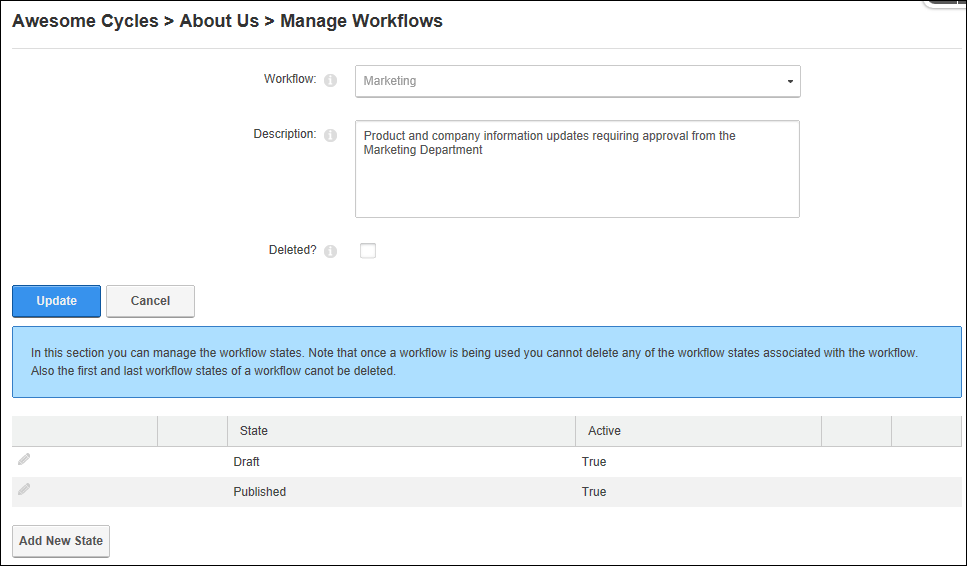 Awesome Cycles > About Us > Manage Workflows
Workflow:
Marketing
Description:
Product and company information updates requiring approval from the
Marketing Department
Deleted?
Update Cancel
In this section you can manage the workflow states. Note that once a workflow is being used you cannot delete any of the workflow states associated with the workflow.
Also the first and last workflow states of a workflow canot be deleted.
State Active
Draft True
Published True
Add New State